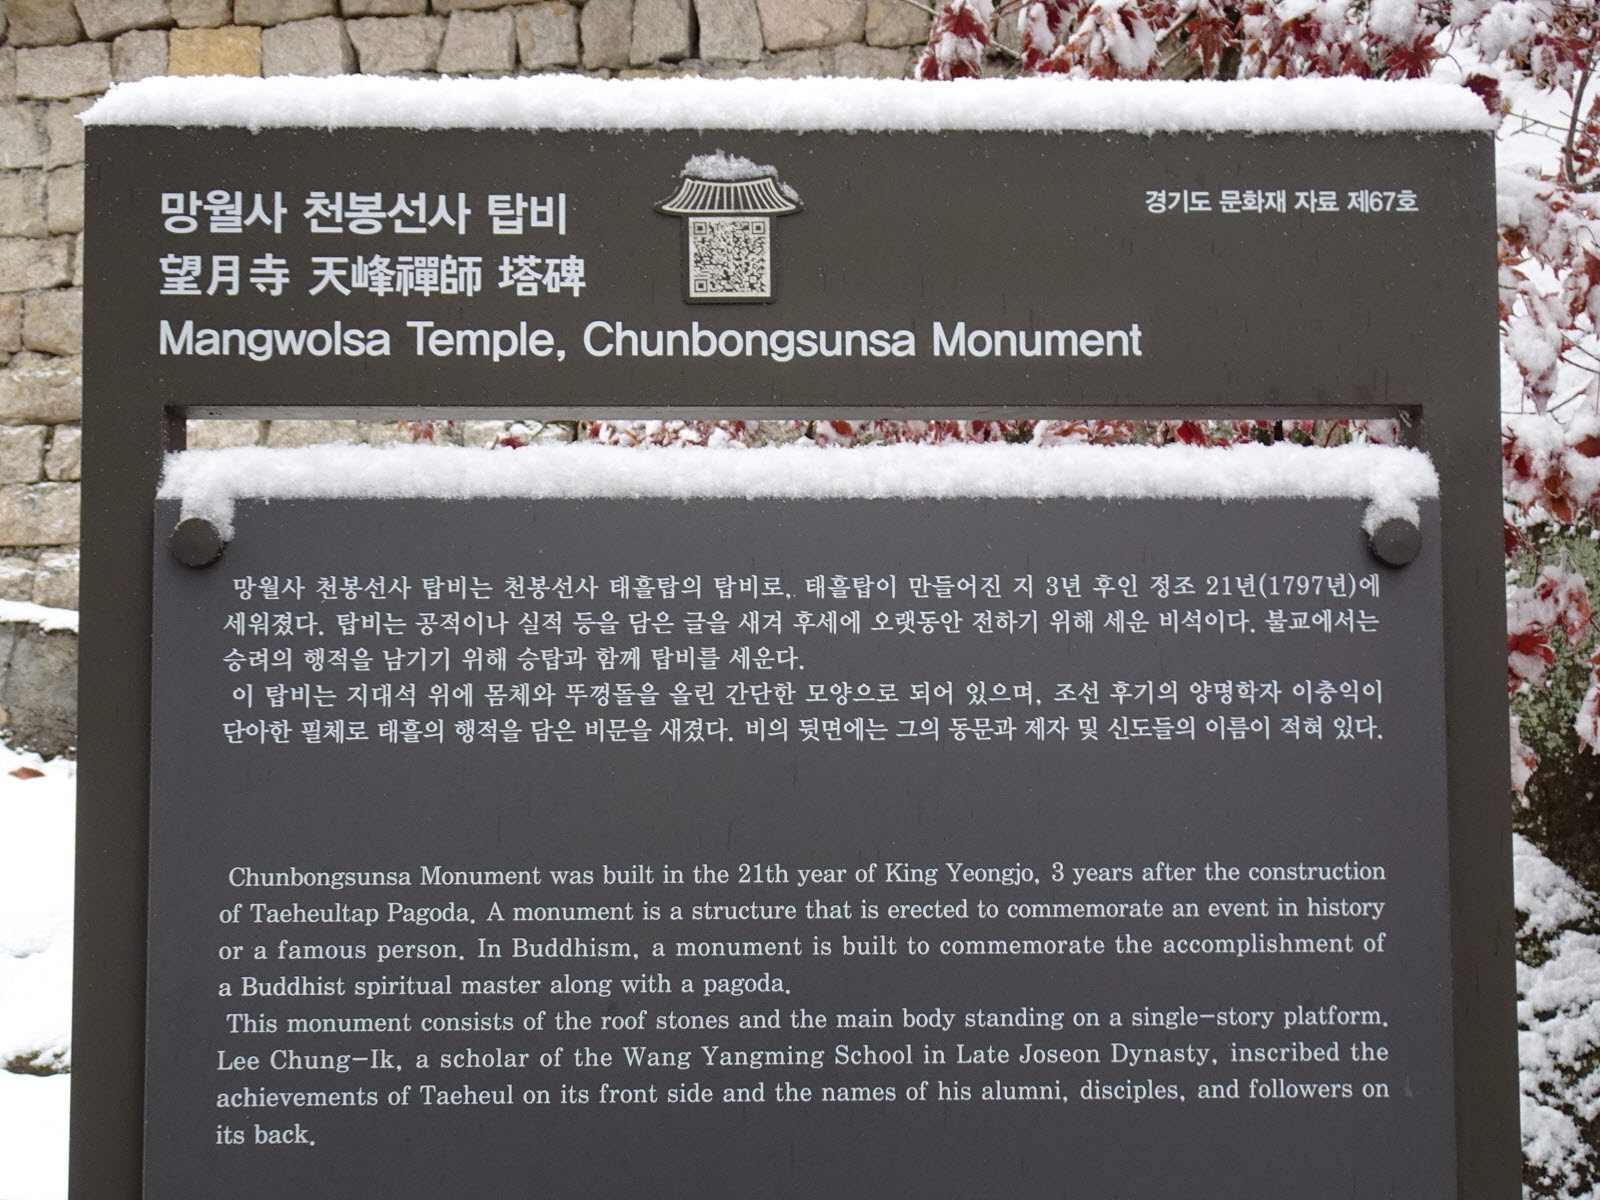 망월사 천봉선사 탑비
경기도 문화재 자료 제67호
望月寺 天峰禪師 塔碑
Mangwolsa Temple, Chunbongsunsa Monument
망월사 천봉선사 탑비는 천봉선사 태흘탑의 탑비로, 태흘탑이 만들어진 지 3년 후인 정조 21년(1797년)에
세워졌다. 탑비는 공적이나 실적 등을 담은 글을 새겨 후세에 오랫동안 전하기 위해 세운 비석이다. 불교에서는
승려의 행적을 남기기 위해 승탑과 함께 탑비를 세운다.
이 탑비는 지대석 위에 몸체와 뚜껑돌을 올린 간단한 모양으로 되어 있으며, 조선 후기의 양명학자 이충익이
단아한 필체로 태흘의 행적을 담은 비문을 새겼다. 비의 뒷면에는 그의 동문과 제자 및 신도들의 이름이 적혀 있다.
Chunbongsunsa Monument was built in the 21th year of King Yeongjo, 3 years after the construction
of Taeheultap Pagoda. A monument is a structure that is erected to commemorate an event in history
or a famous person. In Buddhism, a monument is built to commemorate the accomplishment of
a Buddhist spiritual master along with a pagoda.
This monument consists of the roof stones and the main body standing on a single-story platform.
Lee Chung-Ik, a scholar of the Wang Yangming School in Late Joseon Dynasty, inscribed the
achievements of Taeheul on its front side and the names of his alumni, disciples, and followers on
its back.